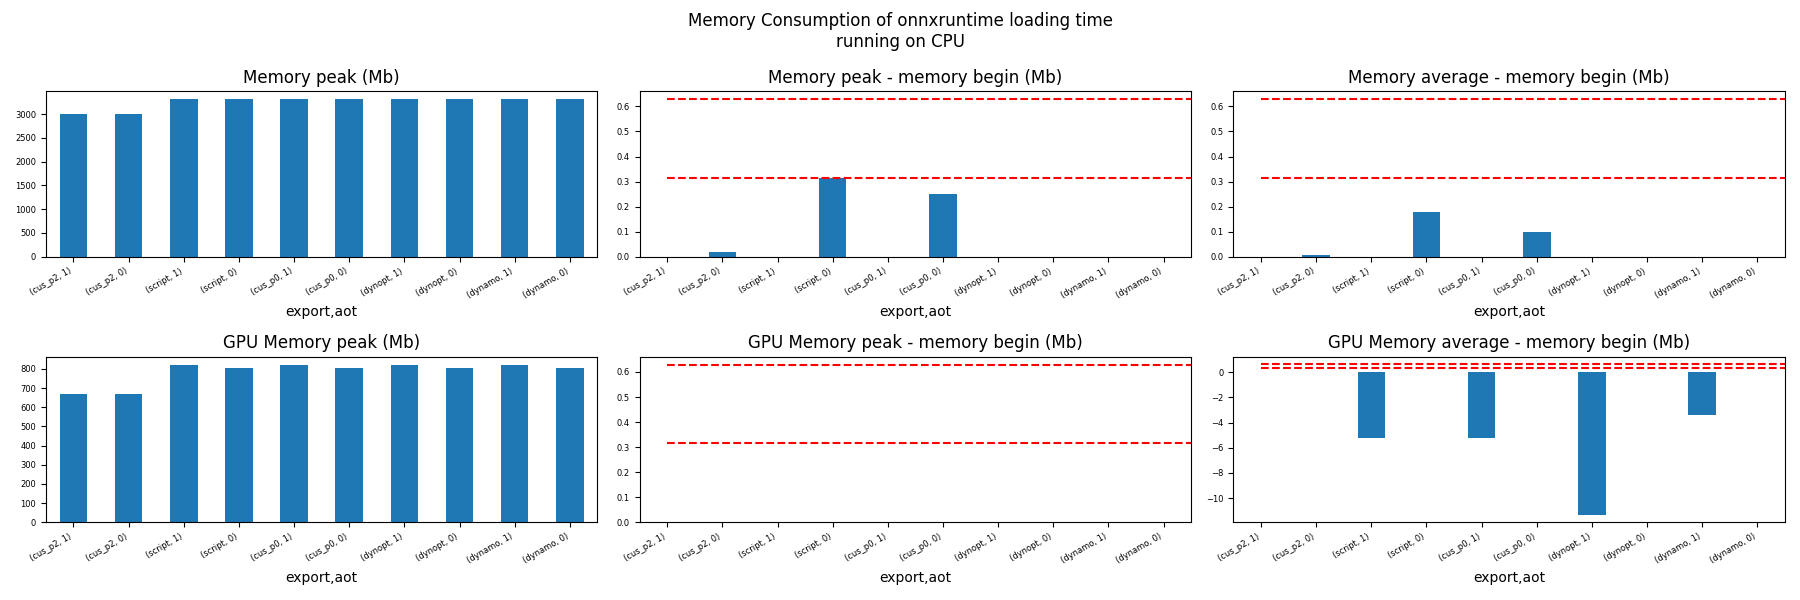 Memory Consumption of onnxruntime loading time
running on CPU
Memory peak (Mb)
3000
2500
2000
1500
1000
500
0
(cus_p2, 1)
(cus_p2, 0)
(script, 1)
(script, 0)
(cus_p0, 1)
(cus_p0, 0)
(dynopt, 1)
(dynopt, 0)
(dynamo, 1)
(dynamo, 0)
export,aot
Memory peak - memory begin (Mb)
0.6
0.5
0.4
0.3
0.2
0.1
0.0
(cus_p2, 1)
(cus_p2, 0)
(script, 1)
(script, 0)
(cus_p0, 1)
(cus_p0, 0)
(dynopt, 1)
(dynopt, 0)
(dynamo, 1)
(dynamo, 0)
export,aot
Memory average - memory begin (Mb)
0.6
0.5
0.4
0.3
0.2
0.1
0.0
(cus_p2, 1)
(cus_p2, 0)
(script, 1)
(script, 0)
(cus_p0, 1)
(cus_p0, 0)
(dynopt, 1)
(dynopt, 0)
(dynamo, 1)
(dynamo, 0)
export,aot
GPU Memory peak (Mb)
800
700
600
500
400
300
200
100
0
(cus_p2, 1)
(cus_p2, 0)
(script, 1)
(script, 0)
(cus_p0, 1)
(cus_p0, 0)
(dynopt, 1)
(dynopt, 0)
(dynamo, 1)
(dynamo, 0)
export,aot
GPU Memory peak - memory begin (Mb)
0.6
0.5
0.4
0.3
0.2
0.1
0.0
(cus_p2, 1)
(cus_p2, 0)
(script, 1)
(script, 0)
(cus_p0, 1)
(cus_p0, 0)
(dynopt, 1)
(dynopt, 0)
(dynamo, 1)
(dynamo, 0)
export,aot
GPU Memory average - memory begin (Mb)
0
−2
−4
−6
−8
−10
(cus_p2, 1)
(cus_p2, 0)
(script, 1)
(script, 0)
(cus_p0, 1)
(cus_p0, 0)
(dynopt, 1)
(dynopt, 0)
(dynamo, 1)
(dynamo, 0)
export,aot